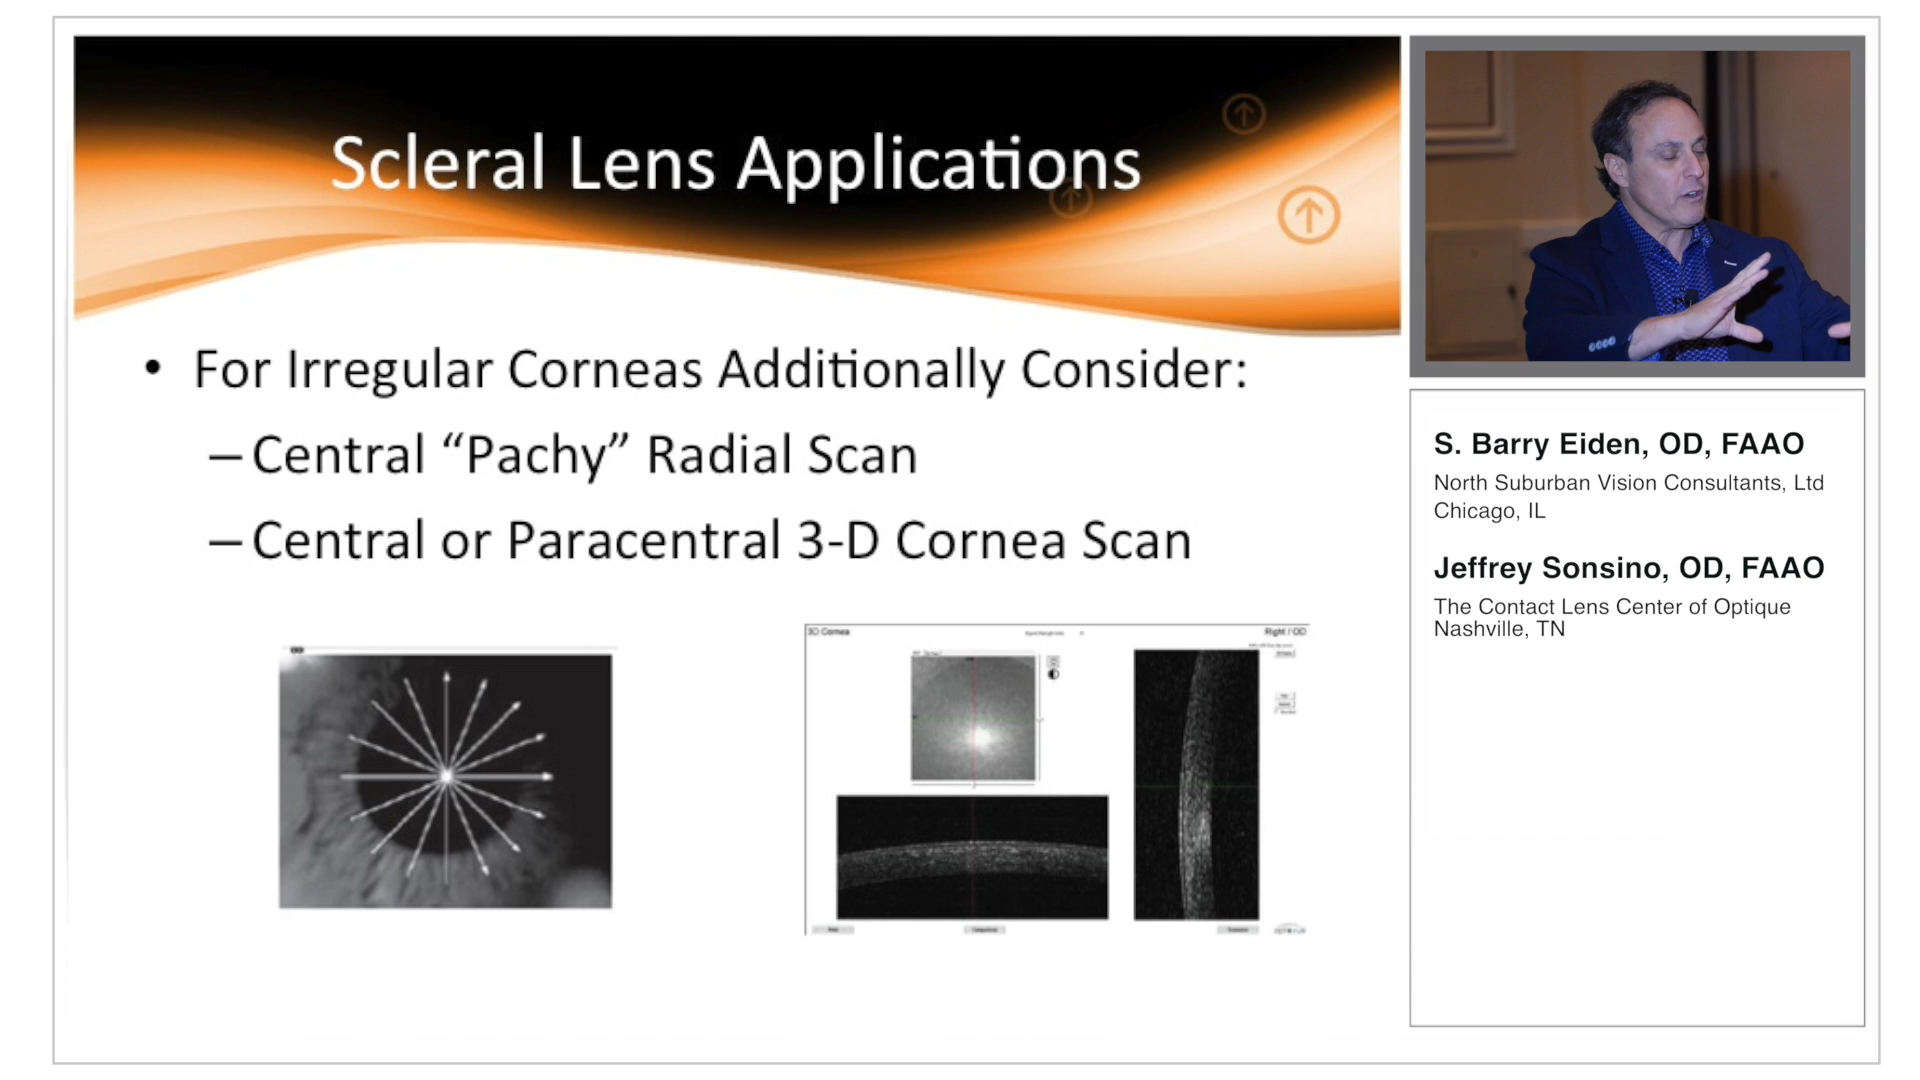 Scleral Lens Applications
• For Irregular Corneas Additionally Consider:
– Central “Pachy” Radial Scan
– Central or Paracentral 3-D Cornea Scan
3D Cornea
Right / OD
S. Barry Eiden, OD, FAAO
North Suburban Vision Consultants, Ltd
Chicago, IL
Jeffrey Sonsino, OD, FAAO
The Contact Lens Center of Optique
Nashville, TN